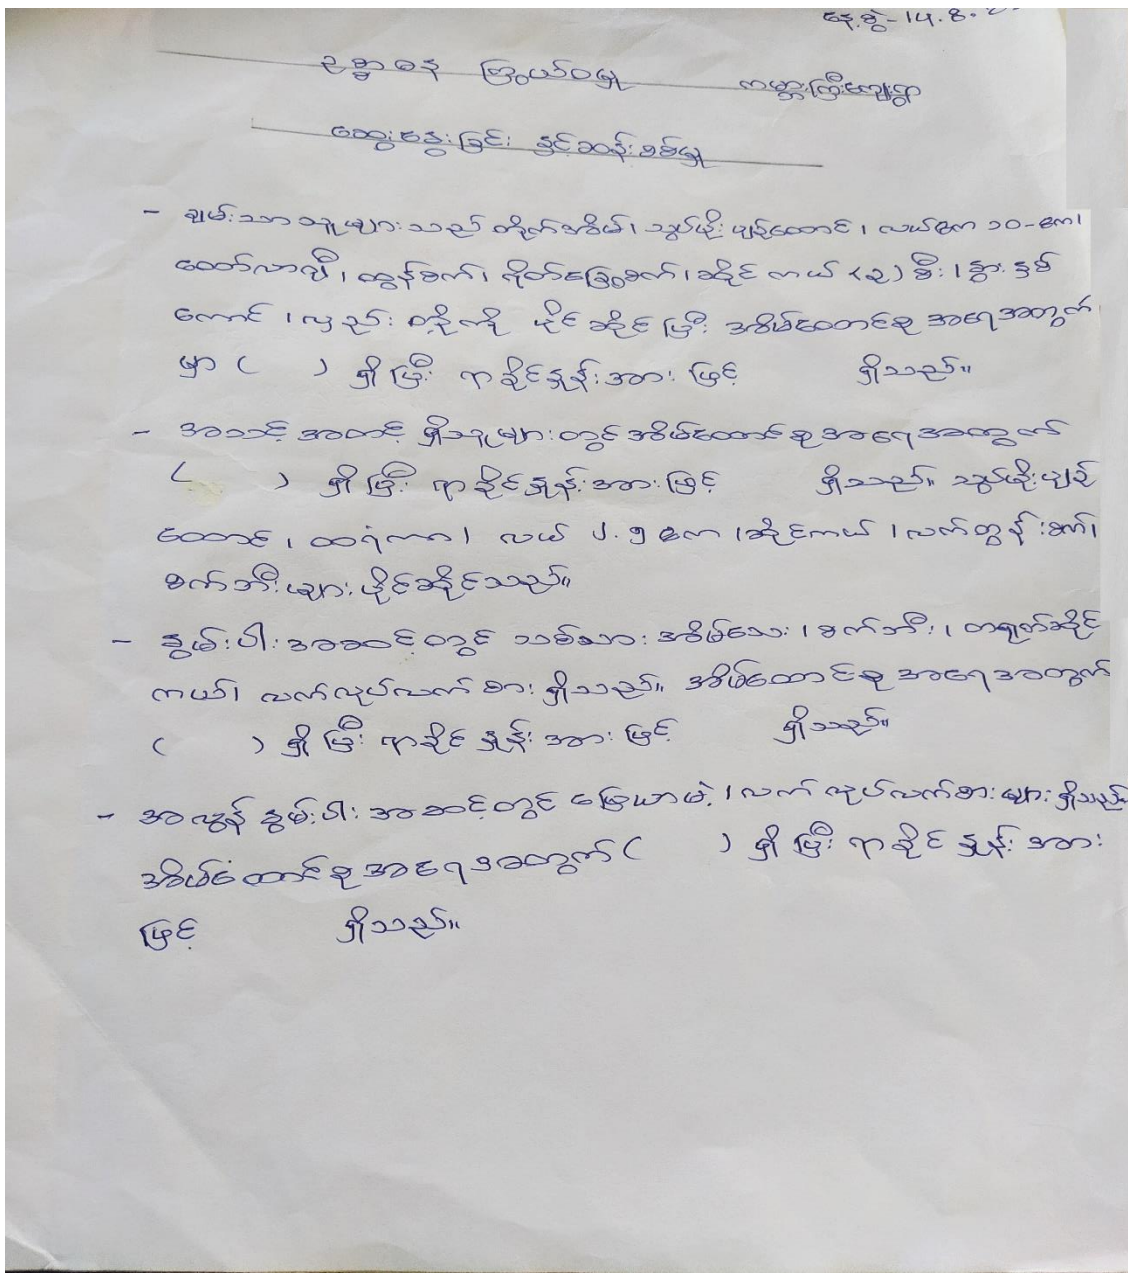 နေ့စွဲ - 14.8.
ဥစ္စာဓန ကြွယ်ဝမှု ကမ္ဘားကြီးကျေးရွာ
ဆွေးနွေးခြင်း နှင့်ဆန်းစစ်မှု
- ချမ်းသာသူများသည် တိုက်အိမ်၊ သွပ်မိုး ပျဉ်ထောင်၊ လယ်ဧက ၁၀-ဧက၊
ထော်လာဂျီ၊ ထွန်စက်၊ ရိုတ်ခြွေစက်၊ ဆိုင်ကယ် (၃) စီး၊ နွား နှစ်
ကောင်၊ လှည်း တို့ကို ပိုင်ဆိုင်ပြီး အိမ်ထောင်စု အရေအတွက်
မှာ ( ) ရှိပြီး ရာခိုင်နှုန်းအားဖြင့် ရှိသည်။
- အသင့်အတင့် ရှိသူများတွင် အိမ်ထောင်စုအရေအတွက်
( ) ရှိပြီး ရာခိုင်နှုန်းအားဖြင့် ရှိသည်။ သွပ်မိုးပျဉ်
ထောင်၊ ထရံကာ၊ လယ် ၂.၅ ဧက၊ ဆိုင်ကယ်၊ လက်တွန်းစက်၊
စက်ဘီးများ ပိုင်ဆိုင်သည်။
- နွမ်းပါးအဆင့်တွင် သစ်သားအိမ်သေး၊ စက်ဘီး၊ တရုတ်ဆိုင်
ကယ်၊ လက်လုပ်လက်စား ရှိသည်။ အိမ်ထောင်စုအရေအတွက်
( ) ရှိပြီး ရာခိုင်နှုန်းအားဖြင့် ရှိသည်။
- အလွန်နွမ်းပါးအဆင့်တွင် မြေယာမဲ့၊ လက်လုပ်လက်စားများ ရှိသည်
အိမ်ထောင်စုအရေအတွက် ( ) ရှိပြီး ရာခိုင်နှုန်းအား
ဖြင့် ရှိသည်။